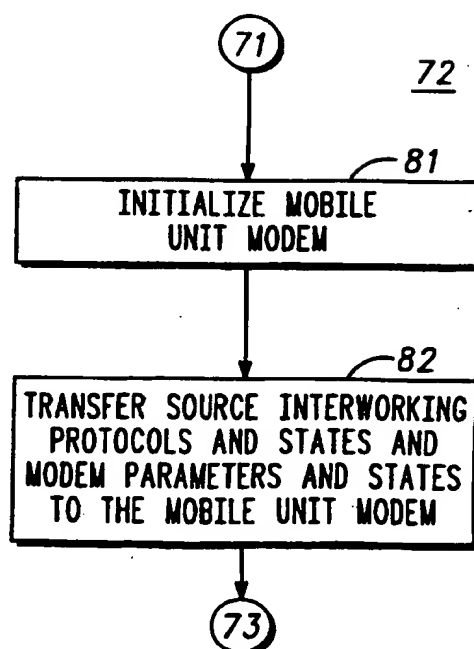 71
72
81
INITIALIZE MOBILE
UNIT MODEM
82
TRANSFER SOURCE INTERWORKING
PROTOCOLS AND STATES AND
MODEM PARAMETERS AND STATES
TO THE MOBILE UNIT MODEM
73